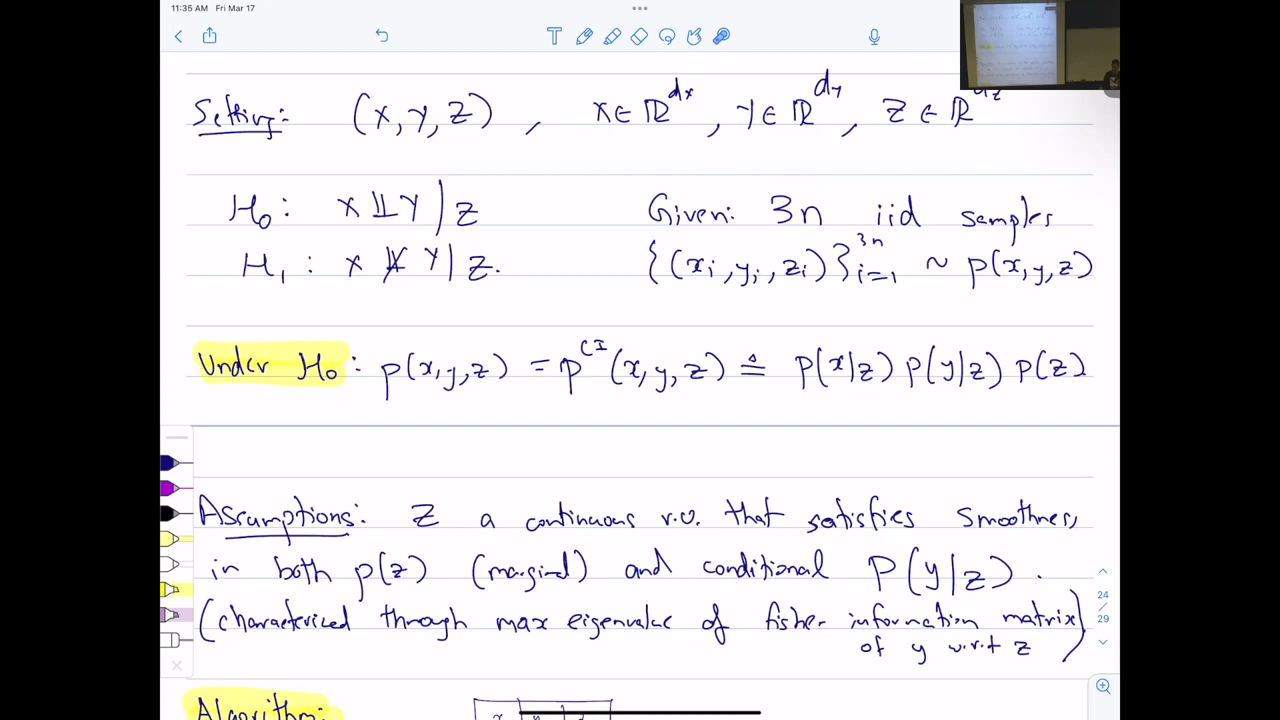 11:35 AM Fri Mar 17
Setting: (X, Y, Z) , X ∈ ℝ^{dx} , Y ∈ ℝ^{dy} , Z ∈ ℝ^{dz}
H₀: X ⫫ Y | Z
Given: 3n iid samples
H₁: X ⫫̸ Y | Z.
{(xᵢ, yᵢ, zᵢ)}_{i=1}^{3n} ~ p(x, y, z)
Under H₀: p(x, y, z) = p^{CI}(x, y, z) ≜ p(x|z) p(y|z) p(z)
Assumptions: Z a continuous r.v. that satisfies smoothness
in both p(z) (marginal) and conditional P(y|z).
(characterized through max eigenvalue of fisher information matrix
of y w.r.t z)
24
/
29
Algorithm: